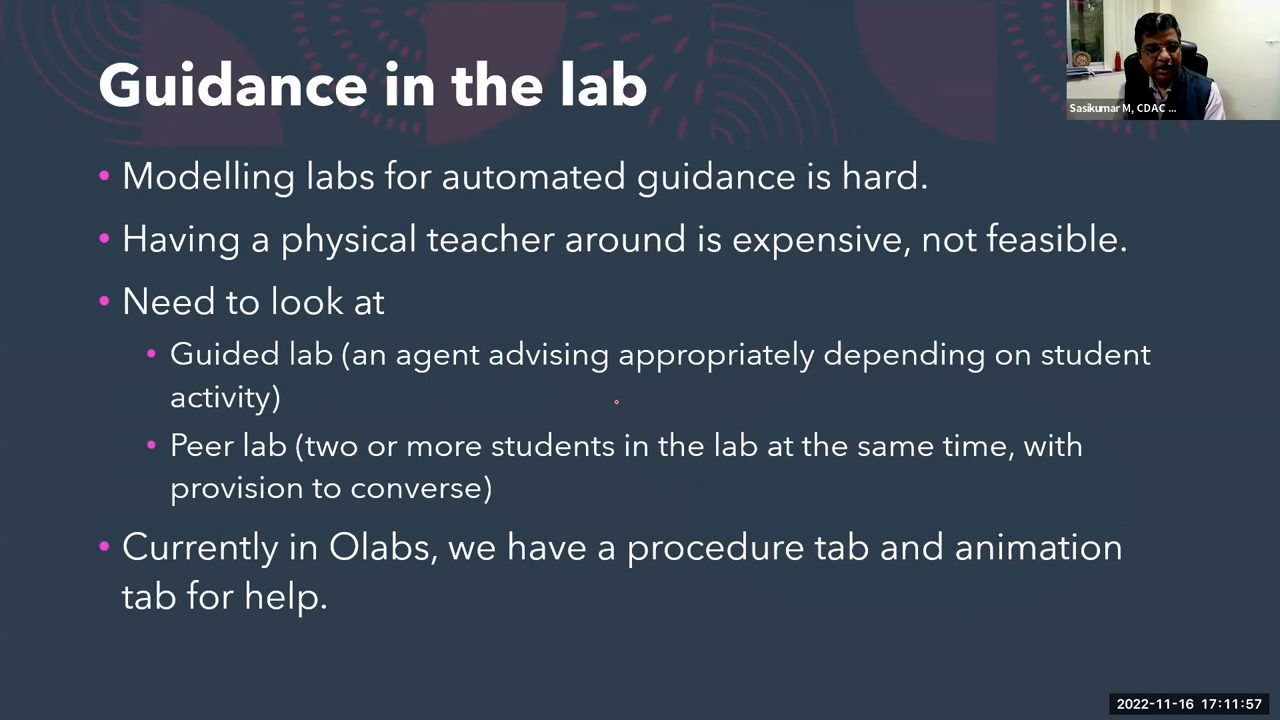 Guidance in the lab
Sasikumar M, CDAC ...
• Modelling labs for automated guidance is hard.
• Having a physical teacher around is expensive, not feasible.
• Need to look at
• Guided lab (an agent advising appropriately depending on student
activity)
• Peer lab (two or more students in the lab at the same time, with
provision to converse)
• Currently in Olabs, we have a procedure tab and animation
tab for help.
2022-11-16 17:11:57